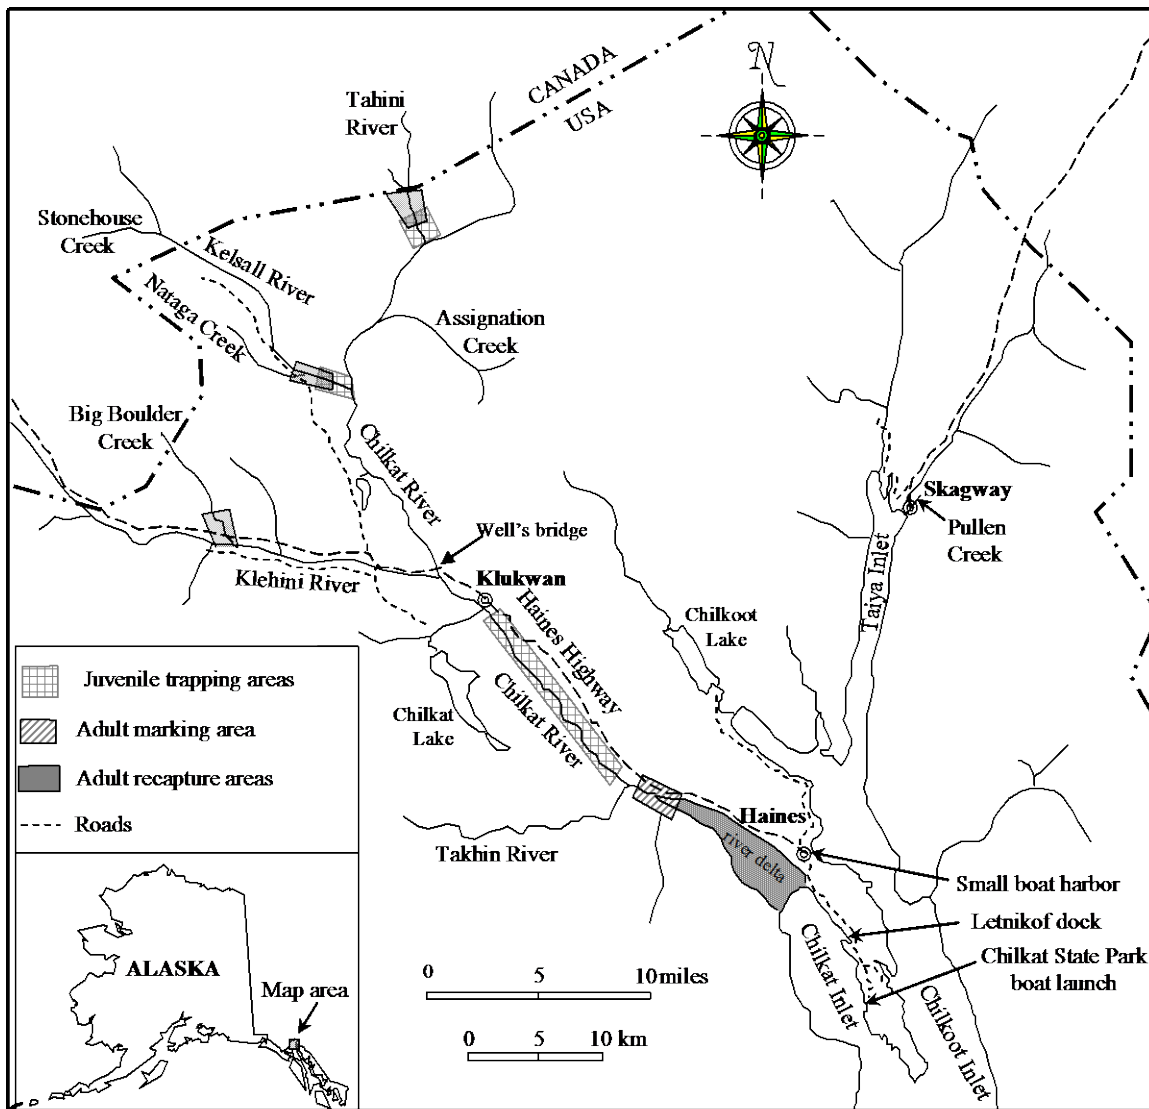 N
CANADA
USA
Tahini
River
Stonehouse
Creek
Kelsall River
Nataga Creek
Assignation
Creek
Big Boulder
Creek
Chilkat River
Well's bridge
Klehini River
Klukwan
Haines Highway
Chilkat River
Chilkat
Lake
Chilkoot
Lake
Skagway
Pullen
Creek
Taiya Inlet
Takhin River
Haines
river delta
Small boat harbor
Letnikof dock
Chilkat State Park
boat launch
Chilkat Inlet
Chilkoot Inlet
Juvenile trapping areas
Adult marking area
Adult recapture areas
Roads
ALASKA
Map area
0 5 10 miles
0 5 10 km